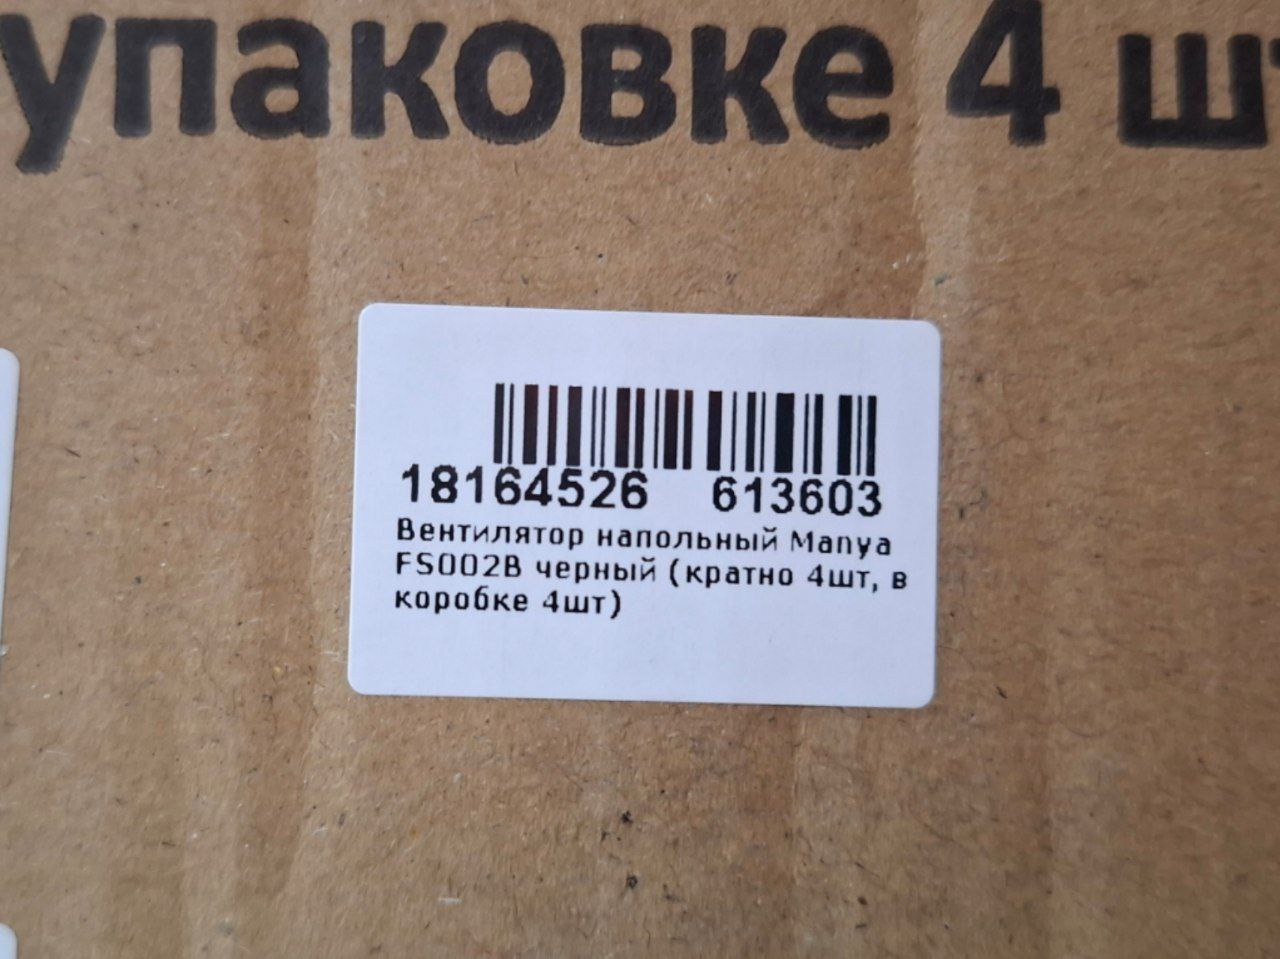 упаковке 4 шт
18164526 613603
Вентилятор напольный Manya
FS002B черный (кратно 4шт, в
коробке 4шт)